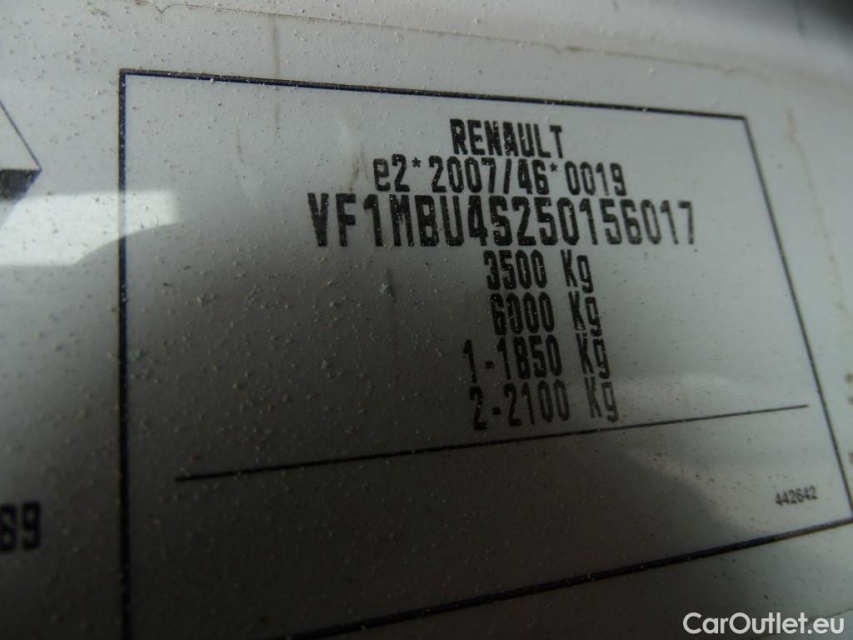 RENAULT
e2*2007/46*0019
VF1MBU4S250156017
3500 Kg
6000 Kg
1-1850 Kg
2-2100 Kg
442642
69
CarOutlet.eu